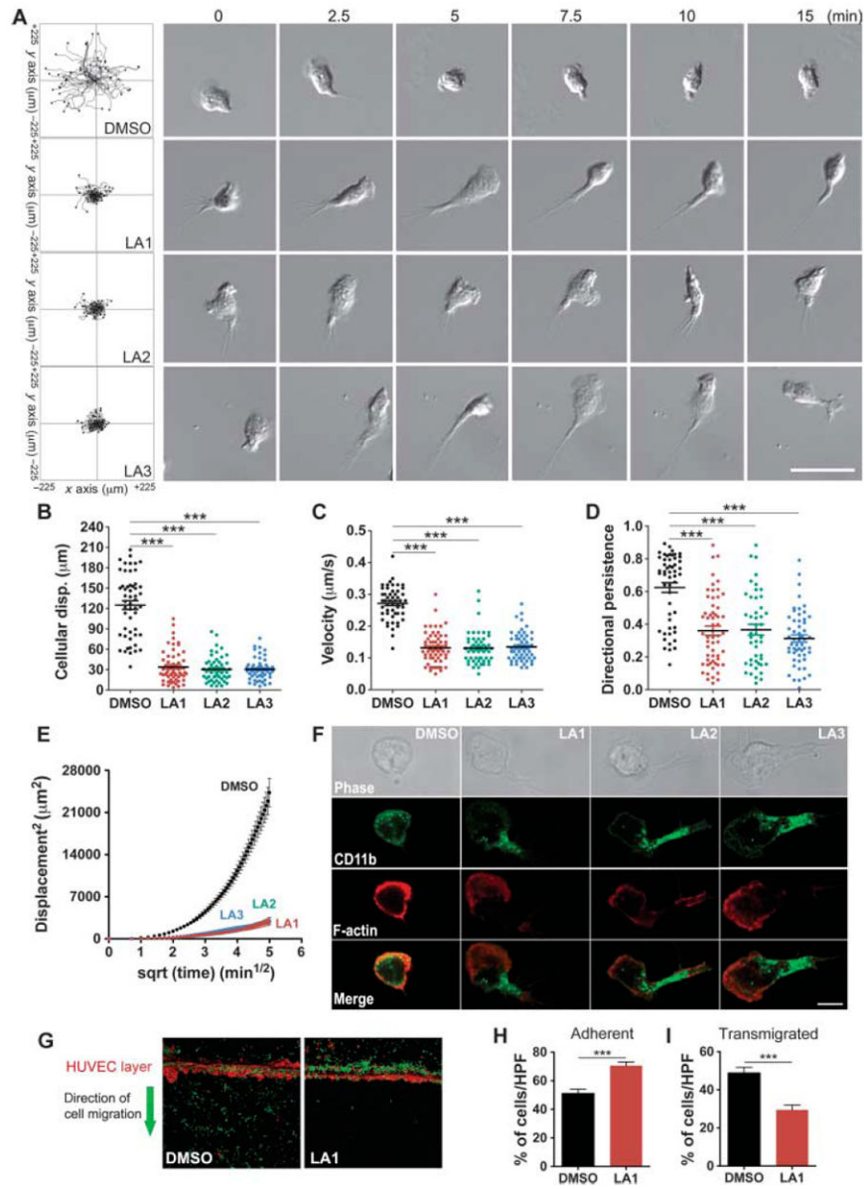 A
0 2.5 5 7.5 10 15 (min)
+225
y axis (μm)
−225
DMSO
+225
y axis (μm)
−225
LA1
+225
y axis (μm)
−225
LA2
+225
y axis (μm)
−225
LA3
−225 x axis (μm) +225
B
***
***
***
Cellular disp. (μm)
240
210
180
150
120
90
60
30
0
DMSO LA1 LA2 LA3
C
***
***
***
Velocity (μm/s)
0.5
0.4
0.3
0.2
0.1
0.0
DMSO LA1 LA2 LA3
D
***
***
***
Directional persistence
1.0
0.8
0.6
0.4
0.2
0.0
DMSO LA1 LA2 LA3
E
Displacement² (μm²)
28000
21000
14000
7000
0
DMSO
LA2
LA3
LA1
0 1 2 3 4 5 6
sqrt (time) (min¹/²)
F
DMSO LA1 LA2 LA3
Phase
CD11b
F-actin
Merge
G
HUVEC layer
Direction of
cell migration
DMSO LA1
H
Adherent
***
% of cells/HPF
80
60
40
20
0
DMSO LA1
I
Transmigrated
***
% of cells/HPF
60
40
20
0
DMSO LA1